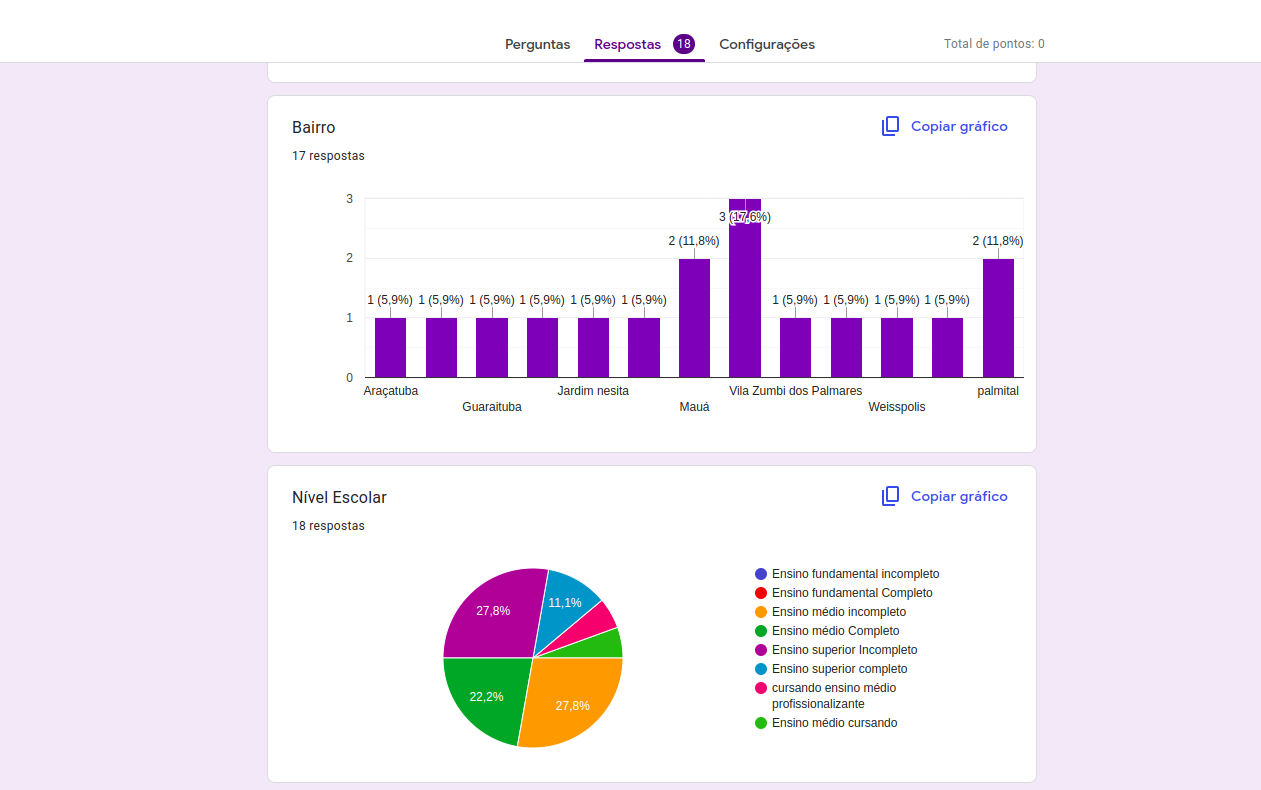 Perguntas Respostas 18 Configurações Total de pontos: 0
Bairro Copiar gráfico
17 respostas
3
3 (17,6%)
2 (11,8%) 2 (11,8%)
2
1 (5,9%) 1 (5,9%) 1 (5,9%) 1 (5,9%) 1 (5,9%) 1 (5,9%) 1 (5,9%) 1 (5,9%) 1 (5,9%) 1 (5,9%)
1
0
Araçatuba Jardim nesita Vila Zumbi dos Palmares palmital
Guaraituba Mauá Weisspolis
Nível Escolar Copiar gráfico
18 respostas
27,8%
11,1%
22,2%
27,8%
Ensino fundamental incompleto
Ensino fundamental Completo
Ensino médio incompleto
Ensino médio Completo
Ensino superior Incompleto
Ensino superior completo
cursando ensino médio
profissionalizante
Ensino médio cursando